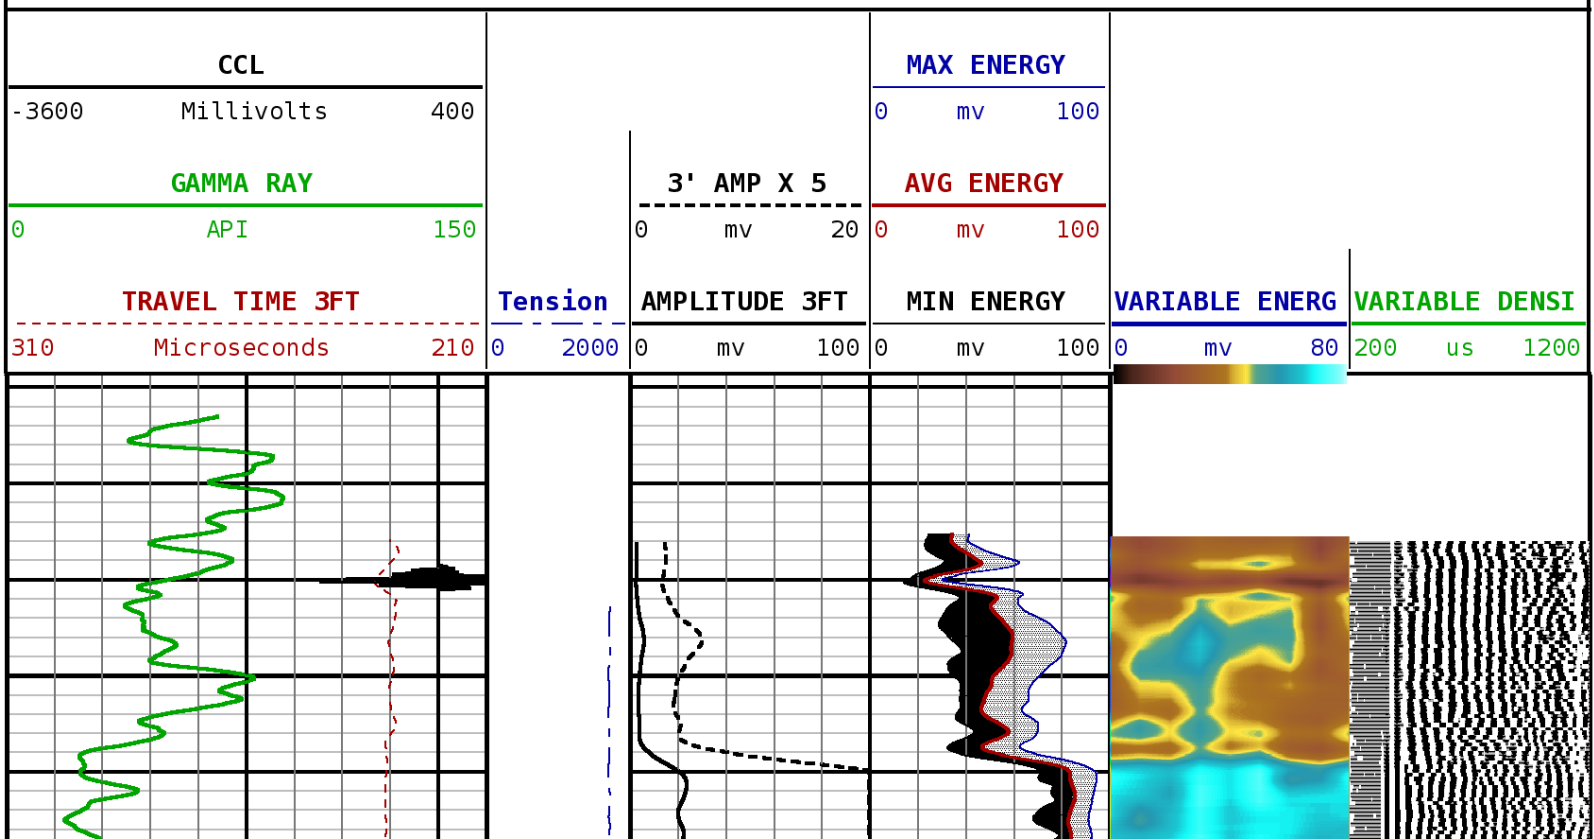 CCL
-3600 Millivolts 400
GAMMA RAY
0 API 150
TRAVEL TIME 3FT
310 Microseconds 210
Tension
0 2000
3' AMP X 5
0 mv 20
AMPLITUDE 3FT
0 mv 100
MAX ENERGY
0 mv 100
AVG ENERGY
0 mv 100
MIN ENERGY
0 mv 100
VARIABLE ENERG
0 mv 80
VARIABLE DENSI
200 us 1200